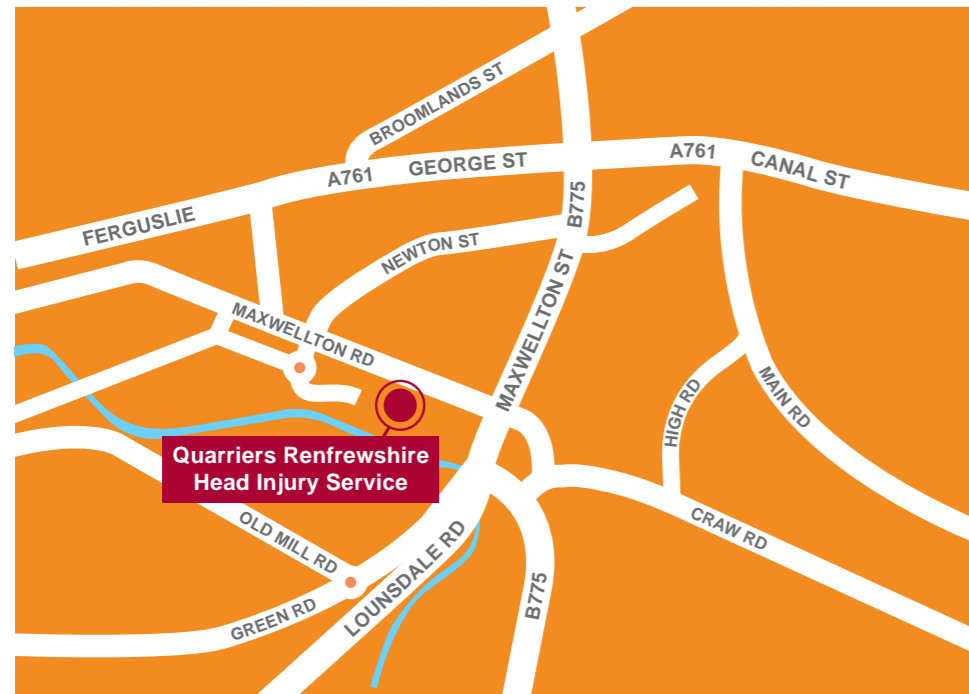 BROOMLANDS ST
A761
GEORGE ST
A761
CANAL ST
FERGUSLIE
B775
NEWTON ST
MAXWELLTON RD
MAXWELLTON ST
HIGH RD
MAIN RD
Quarriers Renfrewshire
Head Injury Service
OLD MILL RD
CRAW RD
LOUNSDALE RD
B775
GREEN RD